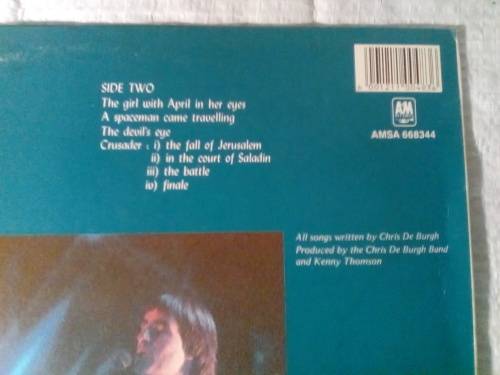 SIDE TWO
The girl with April in her eyes
A spaceman came travelling
The devil's eye
Crusader : i) the fall of Jerusalem
ii) in the court of Saladin
iii) the battle
iv) finale
A&M
AMSA 668344
All songs written by Chris De Burgh
Produced by the Chris De Burgh Band
and Kenny Thomson